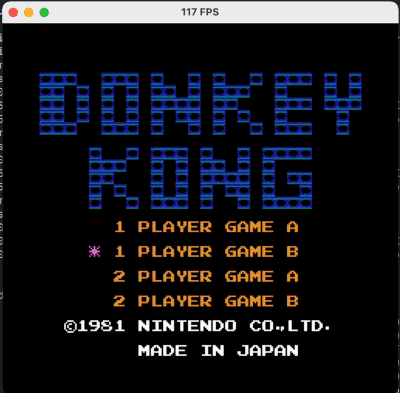 117 FPS
DONKEY
KONG
1 PLAYER GAME A
1 PLAYER GAME B
2 PLAYER GAME A
2 PLAYER GAME B
©1981 NINTENDO CO.,LTD.
MADE IN JAPAN